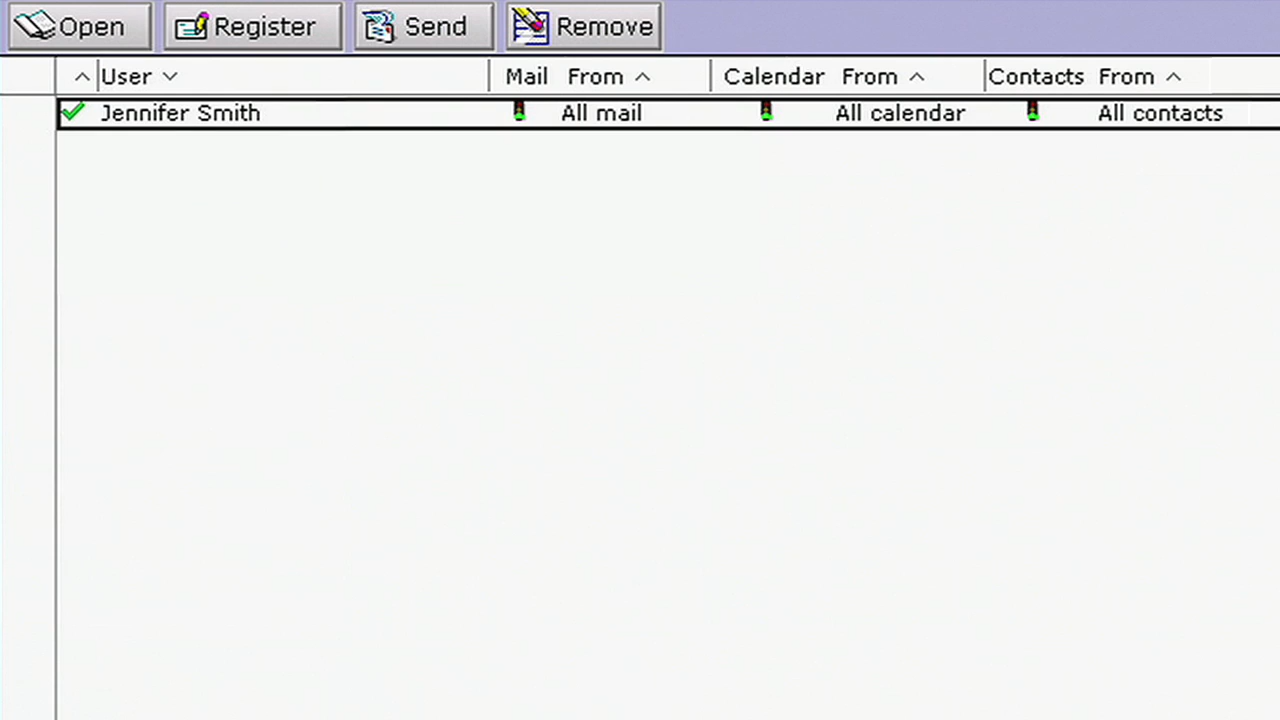 Open Register Send Remove
User Mail From Calendar From Contacts From
Jennifer Smith All mail All calendar All contacts